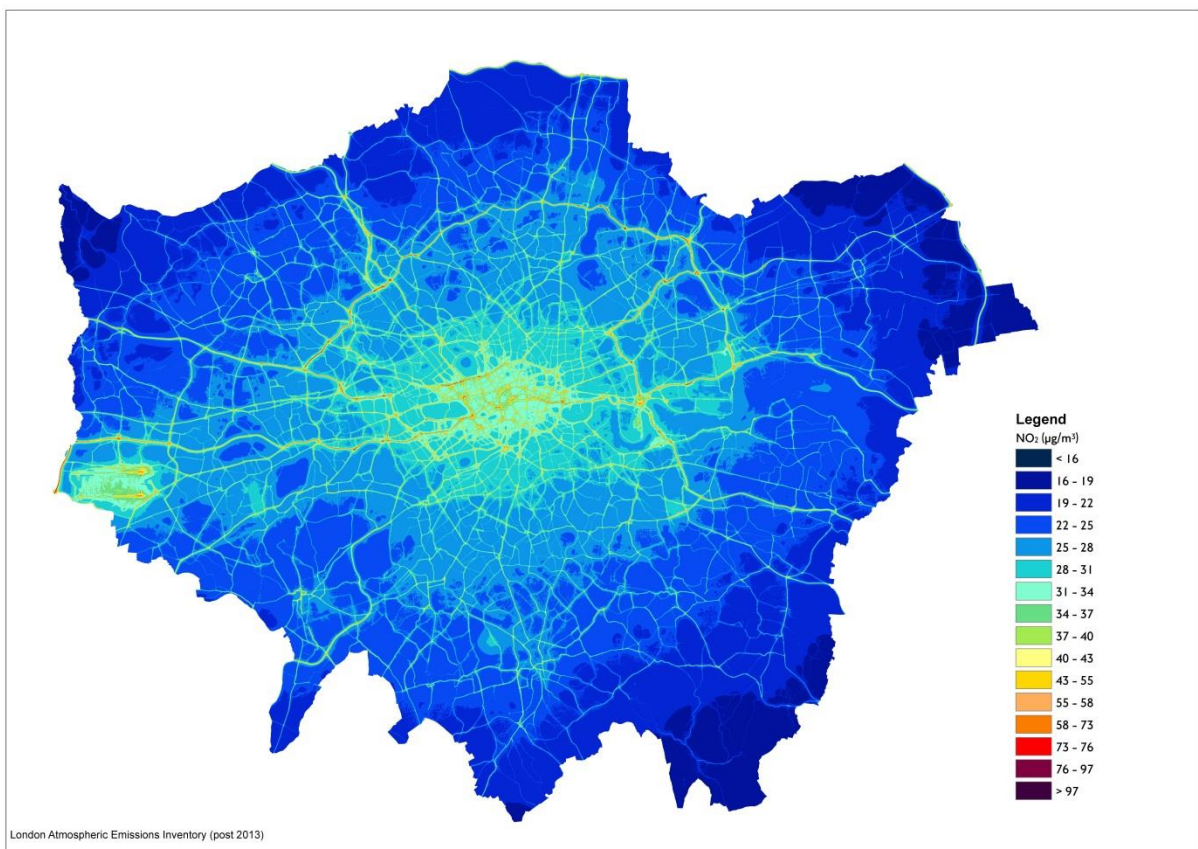 Legend
NO₂ (µg/m³)
< 16
16 - 19
19 - 22
22 - 25
25 - 28
28 - 31
31 - 34
34 - 37
37 - 40
40 - 43
43 - 55
55 - 58
58 - 73
73 - 76
76 - 97
> 97
London Atmospheric Emissions Inventory (post 2013)